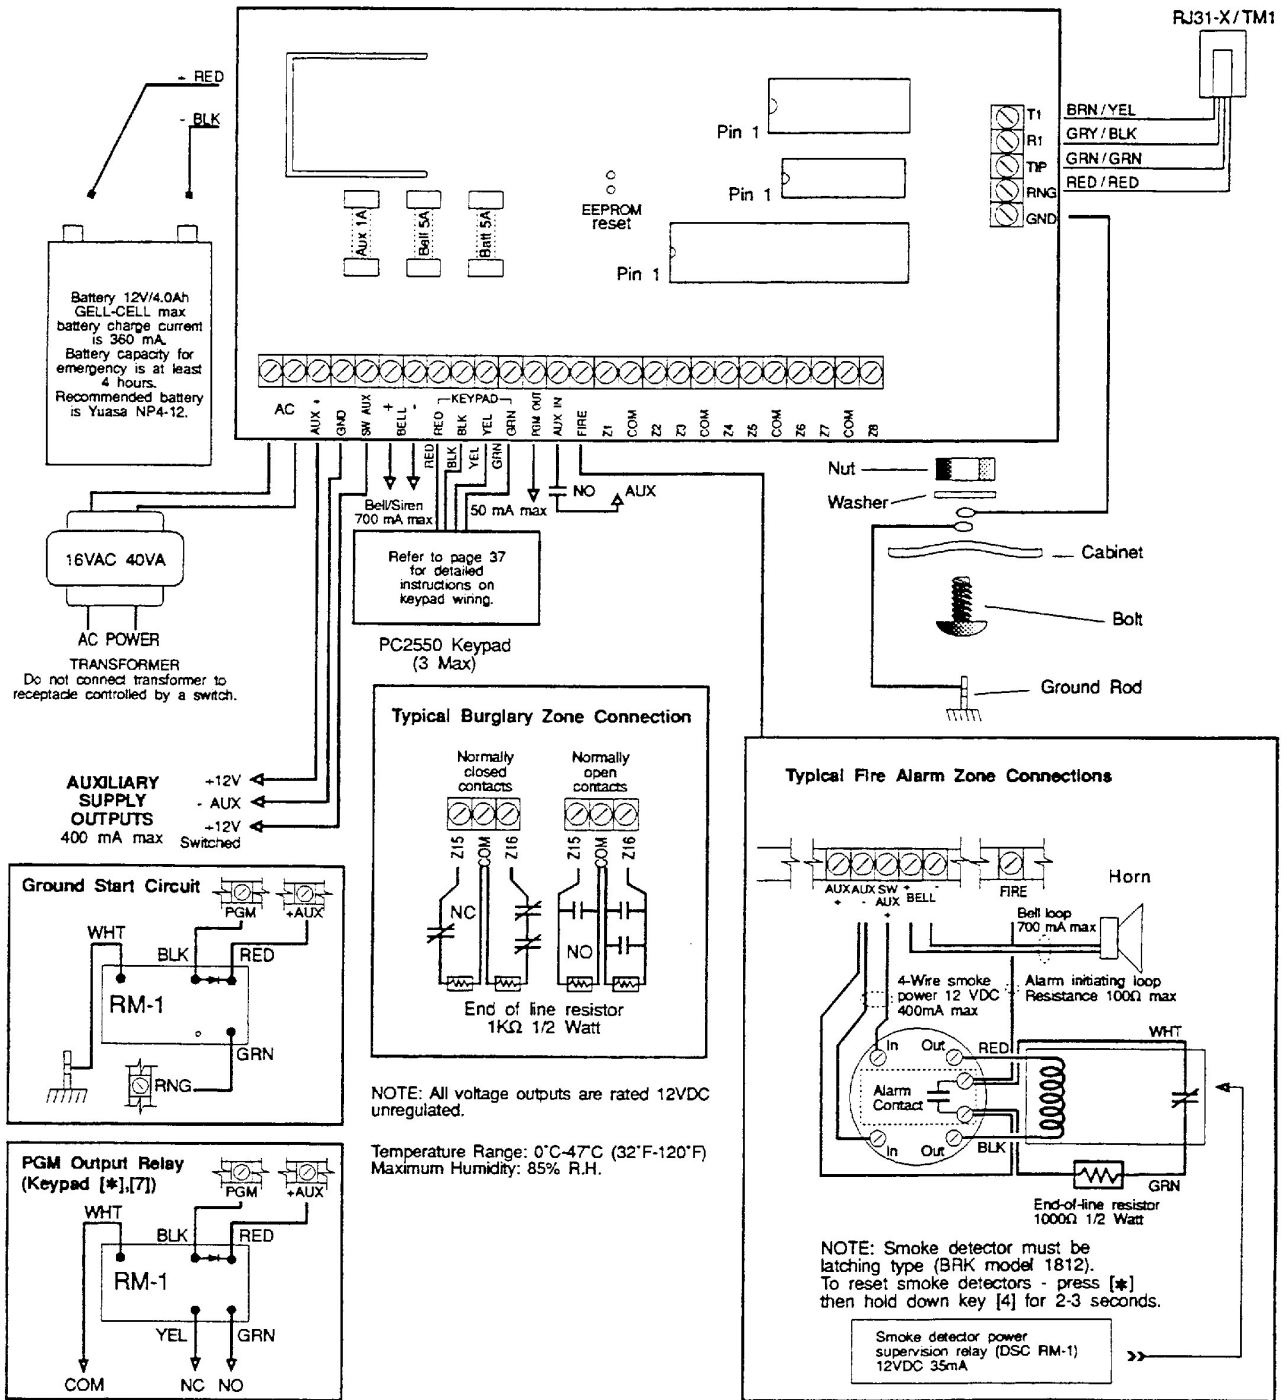 RJ31-X/TM1
+ RED
- BLK
Pin 1
Pin 1
Pin 1
EEPROM
reset
Aux 1A
Bell 5A
Batt 5A
T1
R1
TIP
RNG
GND
BRN/YEL
GRY/BLK
GRN/GRN
RED/RED
Battery 12V/4.0Ah
GELL-CELL max
battery charge current
is 360 mA.
Battery capacity for
emergency is at least
4 hours.
Recommended battery
is Yuasa NP4-12.
AC
AUX +
GND
SW AUX
+
BELL
-
KEYPAD
RED
BLK
YEL
GRN
PGM OUT
AUX IN
FIRE
Z1
COM
Z2
Z3
COM
Z4
Z5
COM
Z6
Z7
COM
Z8
RED
BLK
YEL
GRN
Bell/Siren
700 mA max
50 mA max
NO
AUX
Refer to page 37
for detailed
instructions on
keypad wiring.
PC2550 Keypad
(3 Max)
16VAC 40VA
AC POWER
TRANSFORMER
Do not connect transformer to
receptacle controlled by a switch.
Nut
Washer
Cabinet
Bolt
Ground Rod
AUXILIARY
SUPPLY
OUTPUTS
400 mA max
+12V
- AUX
+12V
Switched
Typical Burglary Zone Connection
Normally
closed
contacts
Normally
open
contacts
Z15
COM
Z16
Z15
COM
Z16
NC
NO
End of line resistor
1KΩ 1/2 Watt
NOTE: All voltage outputs are rated 12VDC
unregulated.
Temperature Range: 0°C-47°C (32°F-120°F)
Maximum Humidity: 85% R.H.
Ground Start Circuit
PGM
+AUX
WHT
BLK
RED
RM-1
GRN
RNG
PGM Output Relay
(Keypad [*],[7])
PGM
+AUX
WHT
BLK
RED
RM-1
YEL
GRN
COM
NC
NO
Typical Fire Alarm Zone Connections
AUX
+
AUX
-
SW
AUX
+
+
-
BELL
FIRE
Horn
Bell loop
700 mA max
4-Wire smoke
power 12 VDC
400mA max
Alarm initiating loop
Resistance 100Ω max
WHT
In
Out
RED
Alarm
Contact
In
Out
BLK
GRN
End-of-line resistor
1000Ω 1/2 Watt
NOTE: Smoke detector must be
latching type (BRK model 1812).
To reset smoke detectors - press [*]
then hold down key [4] for 2-3 seconds.
Smoke detector power
supervision relay (DSC RM-1)
12VDC 35mA